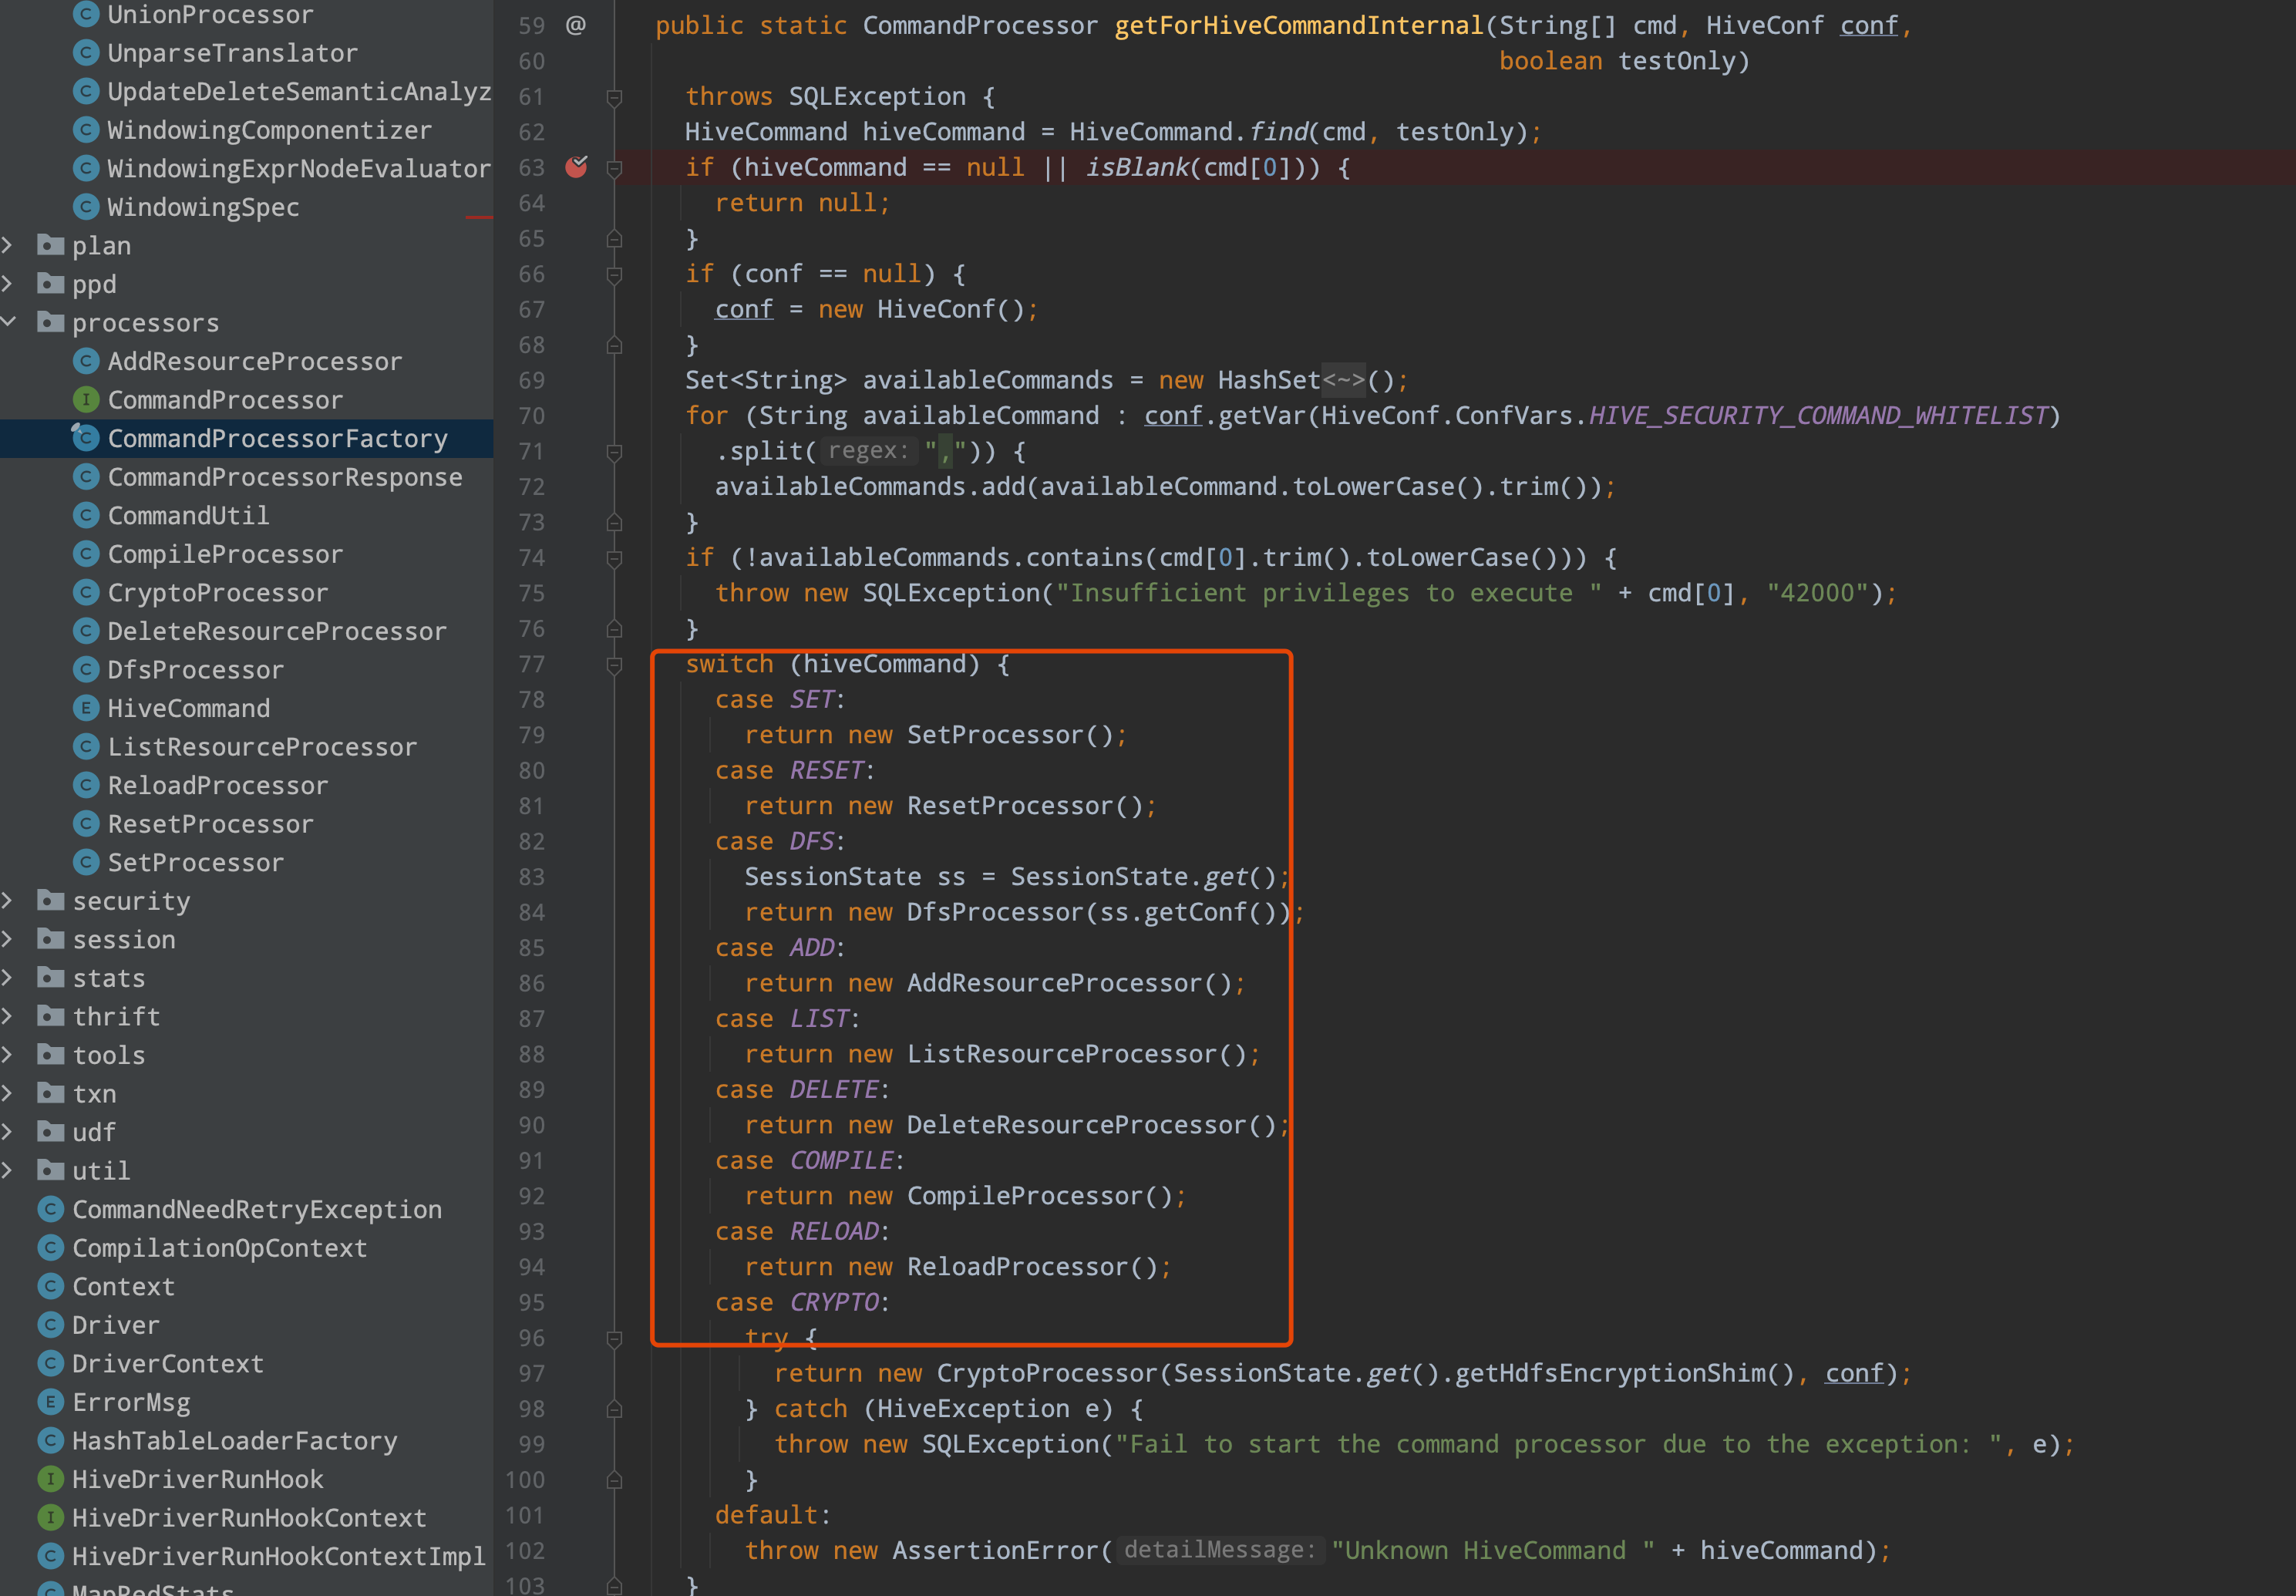 UnionProcessor
UnparseTranslator
UpdateDeleteSemanticAnalyz
WindowingComponentizer
WindowingExprNodeEvaluator
WindowingSpec
plan
ppd
processors
AddResourceProcessor
CommandProcessor
CommandProcessorFactory
CommandProcessorResponse
CommandUtil
CompileProcessor
CryptoProcessor
DeleteResourceProcessor
DfsProcessor
HiveCommand
ListResourceProcessor
ReloadProcessor
ResetProcessor
SetProcessor
security
session
stats
thrift
tools
txn
udf
util
CommandNeedRetryException
CompilationOpContext
Context
Driver
DriverContext
ErrorMsg
HashTableLoaderFactory
HiveDriverRunHook
HiveDriverRunHookContext
HiveDriverRunHookContextImpl
MapRedStats
59 @ public static CommandProcessor getForHiveCommandInternal(String[] cmd, HiveConf conf,
60 boolean testOnly)
61 throws SQLException {
62 HiveCommand hiveCommand = HiveCommand.find(cmd, testOnly);
63 if (hiveCommand == null || isBlank(cmd[0])) {
64 return null;
65 }
66 if (conf == null) {
67 conf = new HiveConf();
68 }
69 Set<String> availableCommands = new HashSet<~>();
70 for (String availableCommand : conf.getVar(HiveConf.ConfVars.HIVE_SECURITY_COMMAND_WHITELIST)
71 .split( regex: ",")) {
72 availableCommands.add(availableCommand.toLowerCase().trim());
73 }
74 if (!availableCommands.contains(cmd[0].trim().toLowerCase())) {
75 throw new SQLException("Insufficient privileges to execute " + cmd[0], "42000");
76 }
77 switch (hiveCommand) {
78 case SET:
79 return new SetProcessor();
80 case RESET:
81 return new ResetProcessor();
82 case DFS:
83 SessionState ss = SessionState.get();
84 return new DfsProcessor(ss.getConf());
85 case ADD:
86 return new AddResourceProcessor();
87 case LIST:
88 return new ListResourceProcessor();
89 case DELETE:
90 return new DeleteResourceProcessor();
91 case COMPILE:
92 return new CompileProcessor();
93 case RELOAD:
94 return new ReloadProcessor();
95 case CRYPTO:
96 try {
97 return new CryptoProcessor(SessionState.get().getHdfsEncryptionShim(), conf);
98 } catch (HiveException e) {
99 throw new SQLException("Fail to start the command processor due to the exception: ", e);
100 }
101 default:
102 throw new AssertionError( detailMessage: "Unknown HiveCommand " + hiveCommand);
103 }